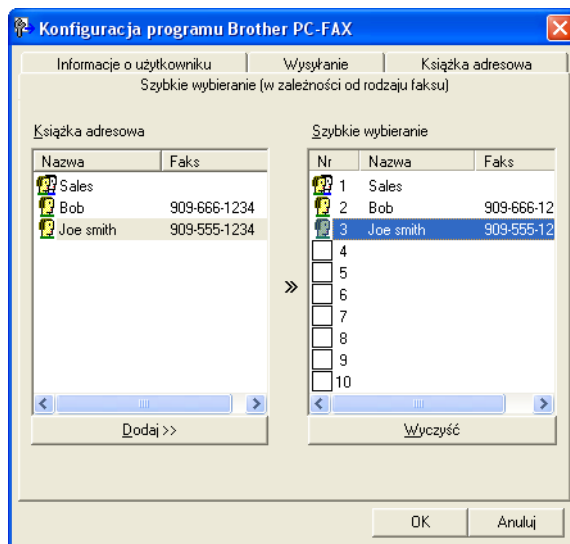 Konfiguracja programu Brother PC-FAX
Informacje o użytkowniku Wysyłanie Książka adresowa
Szybkie wybieranie (w zależności od rodzaju faksu)
Książka adresowa
Nazwa Faks
Sales
Bob 909-666-1234
Joe smith 909-555-1234
Dodaj >>
»
Szybkie wybieranie
Nr Nazwa Faks
1 Sales
2 Bob 909-666-12
3 Joe smith 909-555-12
4
5
6
7
8
9
10
Wyczyść
OK Anuluj